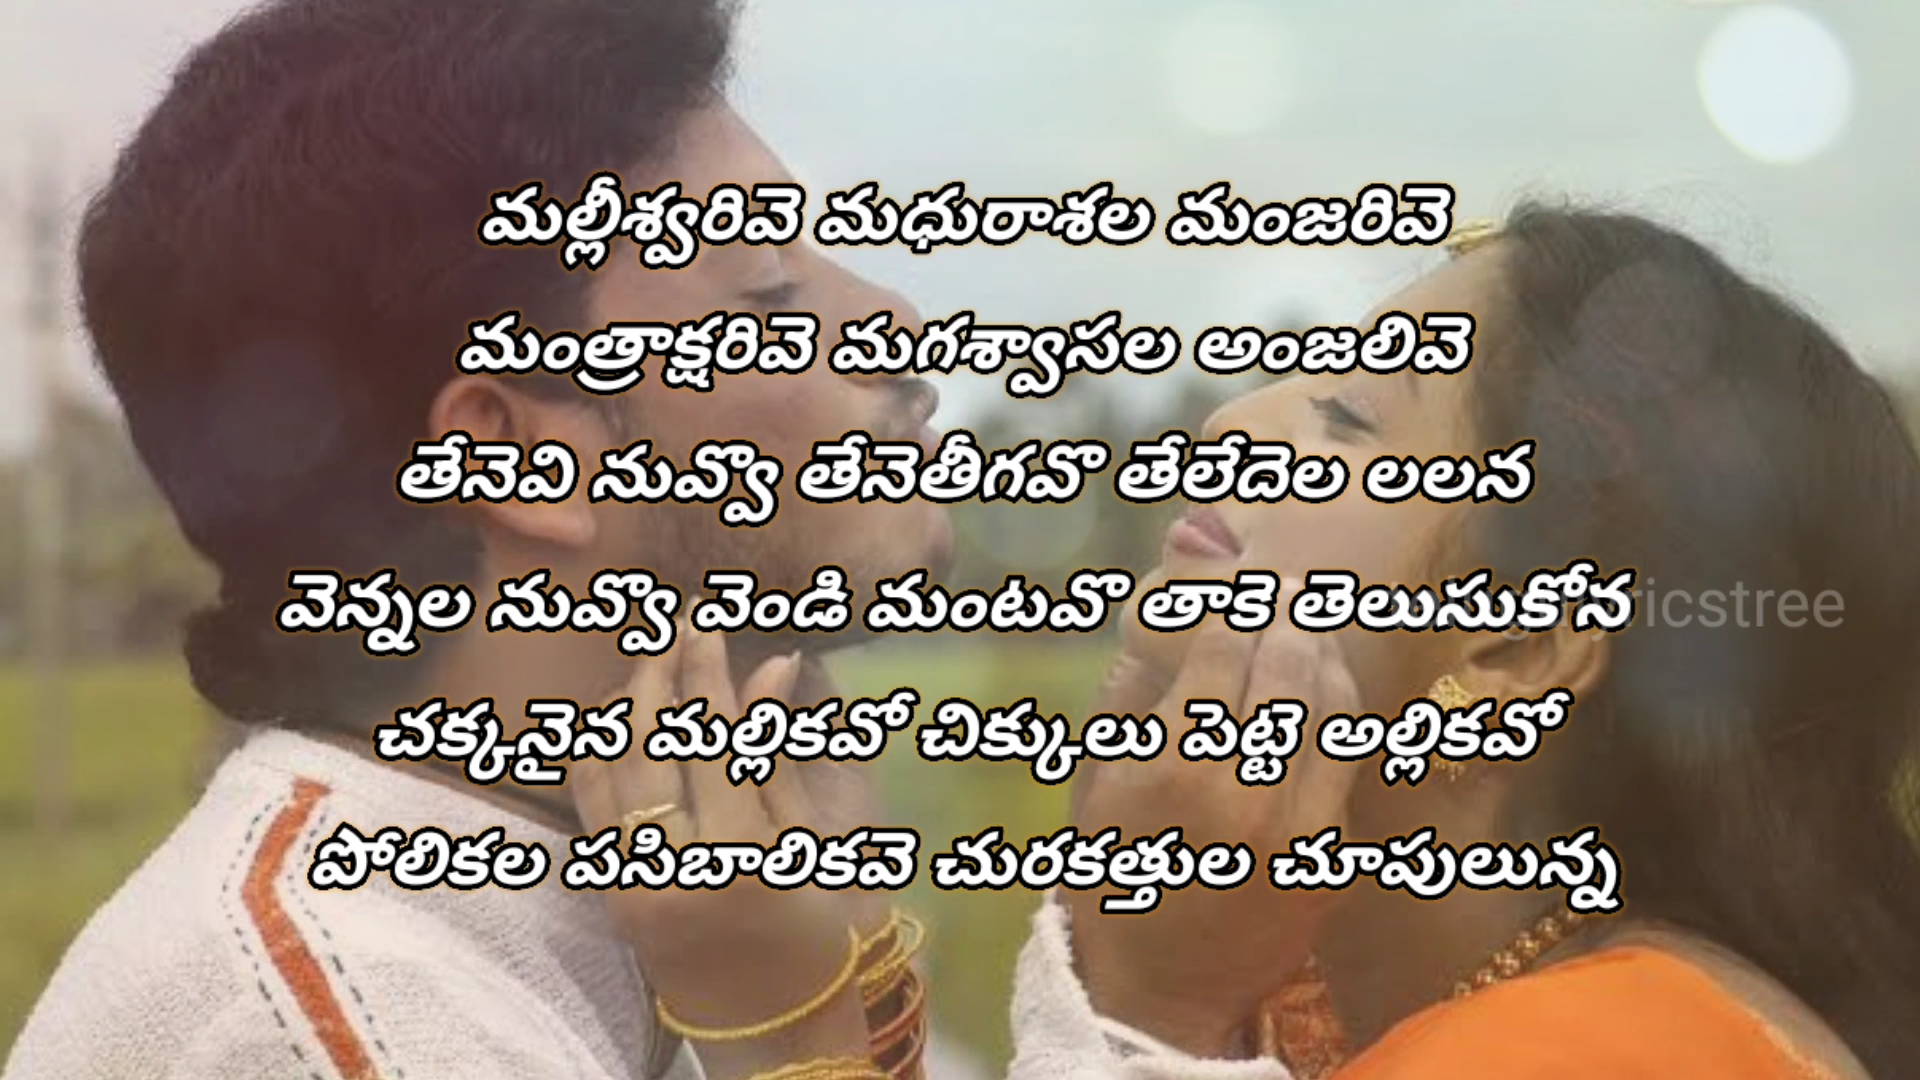 మల్లీశ్వరివె మధురాశల మంజరివె
మంత్రాక్షరివె మగశ్వాసల అంజలివె
తేనెవి నువ్వొ తేనెతీగవొ తేలేదెల లలన
వెన్నల నువ్వొ వెండి మంటవొ తాకె తెలుసుకోన
చక్కనైన మల్లికవో చిక్కులు పెట్టె అల్లికవో
పోలికల పసిబాలికవె చురకత్తుల చూపులున్న